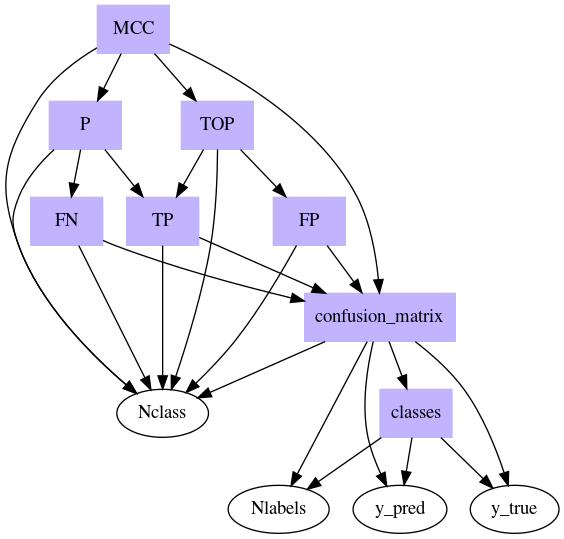 MCC
P
TOP
FN
TP
FP
confusion_matrix
Nclass
classes
Nlabels
y_pred
y_true